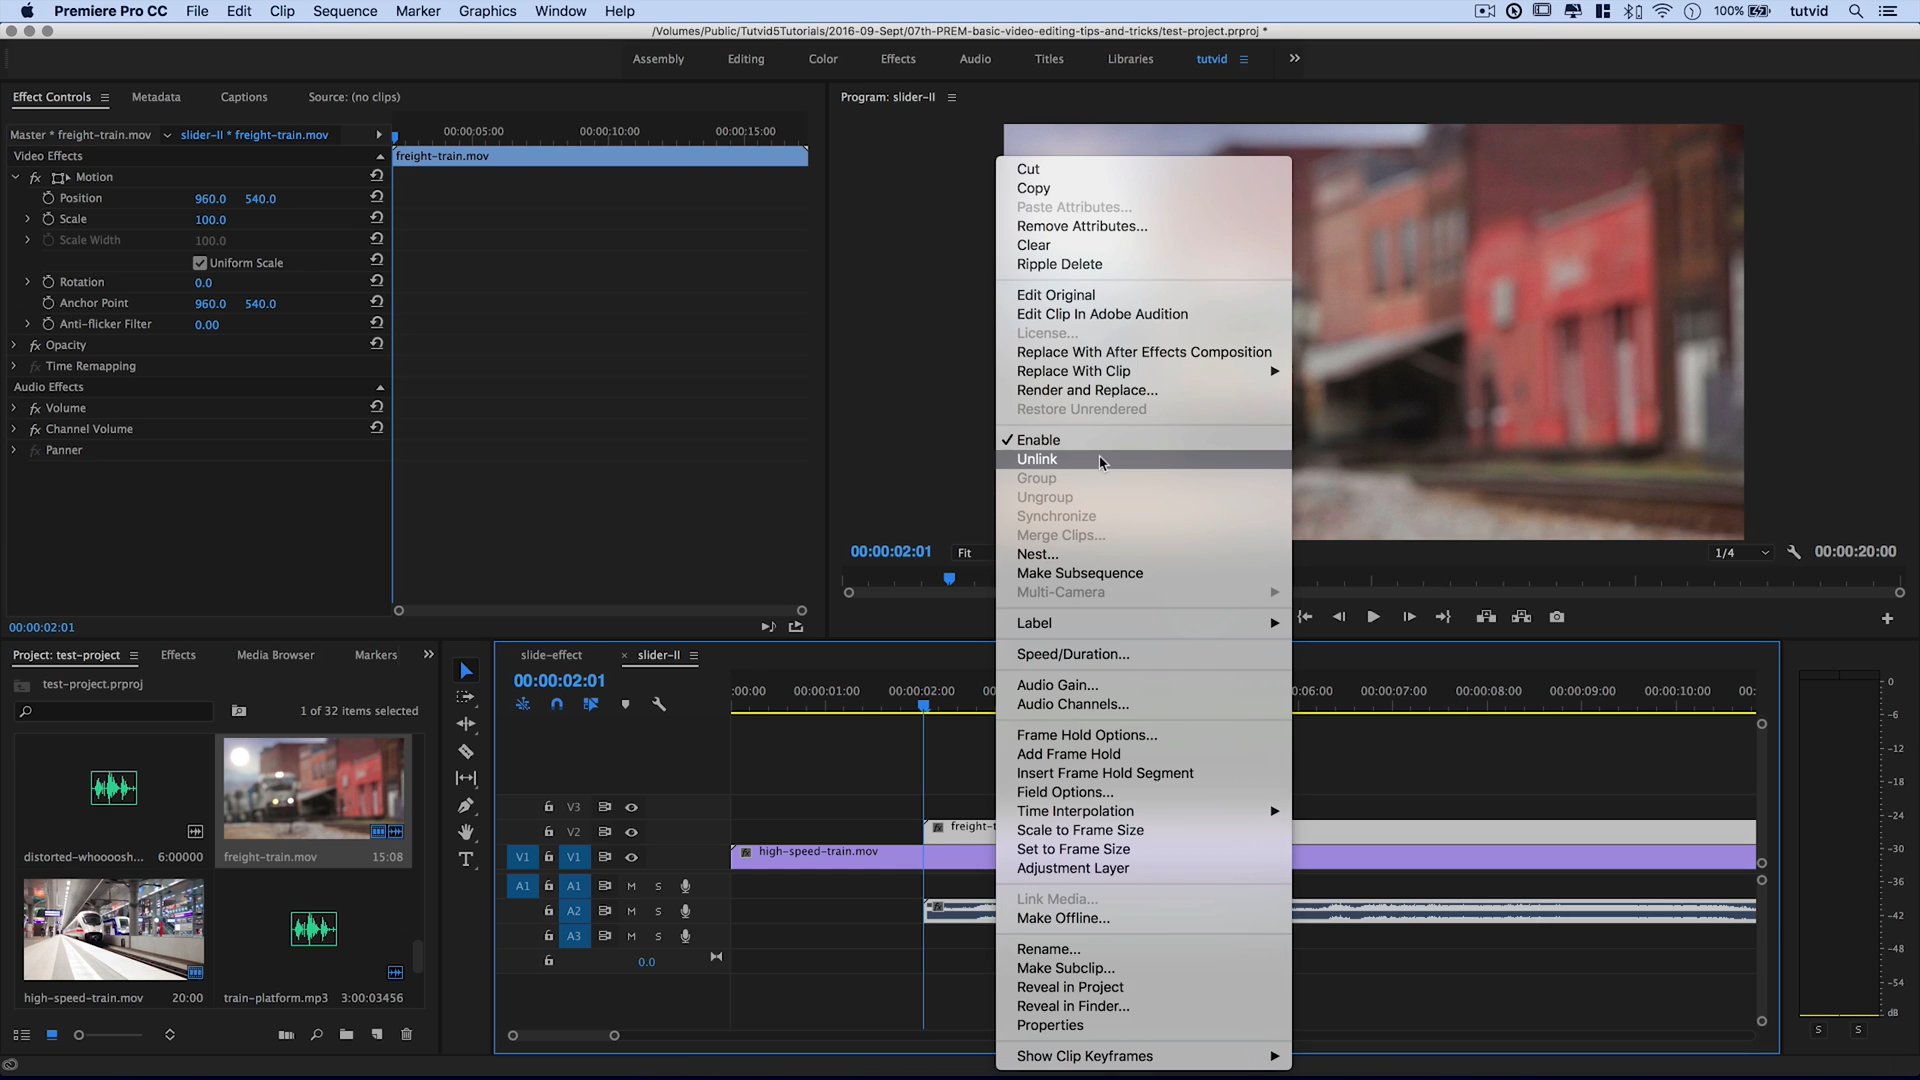 Premiere Pro CC File Edit Clip Sequence Marker Graphics Window Help 100% tutvid
/Volumes/Public/Tutvid5Tutorials/2016-09-Sept/07th-PREM-basic-video-editing-tips-and-tricks/test-project.prproj *
Assembly Editing Color Effects Audio Titles Libraries tutvid
Effect Controls Metadata Captions Source: (no clips)
Master * freight-train.mov slider-II * freight-train.mov
00:00:05:00 00:00:10:00 00:00:15:00
freight-train.mov
Video Effects
fx Motion
Position 960.0 540.0
Scale 100.0
Scale Width 100.0
Uniform Scale
Rotation 0.0
Anchor Point 960.0 540.0
Anti-flicker Filter 0.00
fx Opacity
fx Time Remapping
Audio Effects
fx Volume
fx Channel Volume
fx Panner
00:00:02:01
Program: slider-II
00:00:02:01 Fit 1/4 00:00:20:00
Cut
Copy
Paste Attributes...
Remove Attributes...
Clear
Ripple Delete
Edit Original
Edit Clip In Adobe Audition
License...
Replace With After Effects Composition
Replace With Clip
Render and Replace...
Restore Unrendered
Enable
Unlink
Group
Ungroup
Synchronize
Merge Clips...
Nest...
Make Subsequence
Multi-Camera
Label
Speed/Duration...
Audio Gain...
Audio Channels...
Frame Hold Options...
Add Frame Hold
Insert Frame Hold Segment
Field Options...
Time Interpolation
Scale to Frame Size
Set to Frame Size
Adjustment Layer
Link Media...
Make Offline...
Rename...
Make Subclip...
Reveal in Project
Reveal in Finder...
Properties
Show Clip Keyframes
Project: test-project Effects Media Browser Markers
test-project.prproj
1 of 32 items selected
distorted-whoooosh... 6:00000
freight-train.mov 15:08
high-speed-train.mov 20:00
train-platform.mp3 3:00:03456
slide-effect × slider-II
00:00:02:01
:00:00 00:00:01:00 00:00:02:00 0:06:00 00:00:07:00 00:00:08:00 00:00:09:00 00:00:10:00 00:
V3
V2 fx freight-t
V1 V1 fx high-speed-train.mov
A1 A1 M S
A2 M S
A3 M S
0.0
0
-6
-12
-18
-24
-30
-36
-42
-48
-54
dB
S S